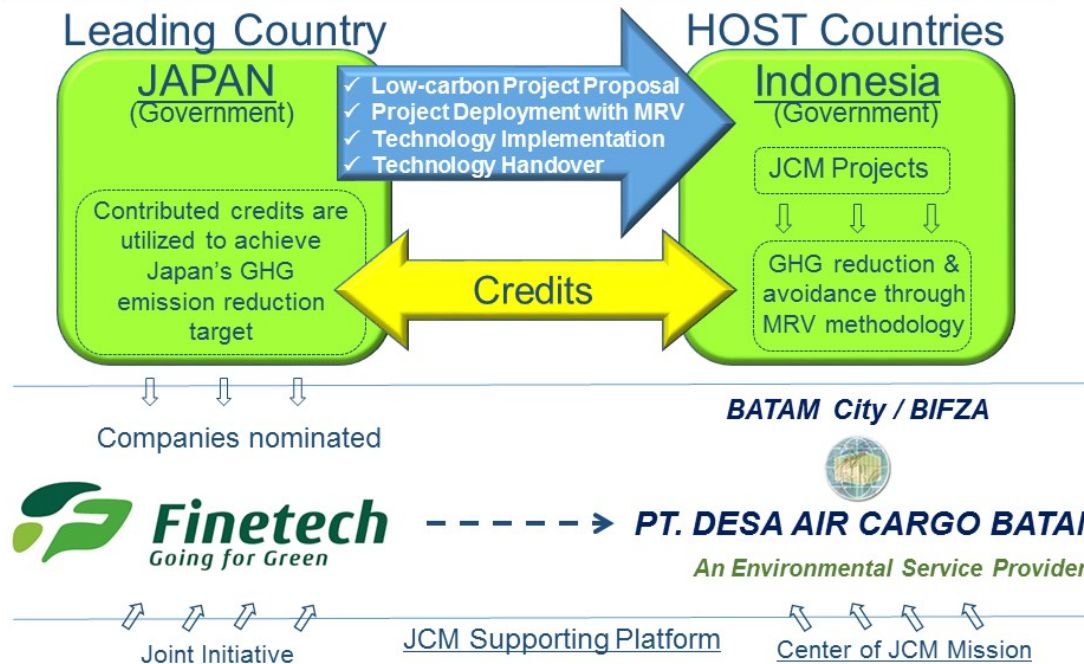 Leading Country
HOST Countries
JAPAN
(Government)
✓ Low-carbon Project Proposal
✓ Project Deployment with MRV
✓ Technology Implementation
✓ Technology Handover
Indonesia
(Government)
JCM Projects
Contributed credits are
utilized to achieve
Japan's GHG
emission reduction
target
Credits
GHG reduction &
avoidance through
MRV methodology
Companies nominated
BATAM City / BIFZA
Finetech
Going for Green
PT. DESA AIR CARGO BATAM
An Environmental Service Provider
Joint Initiative
JCM Supporting Platform
Center of JCM Mission